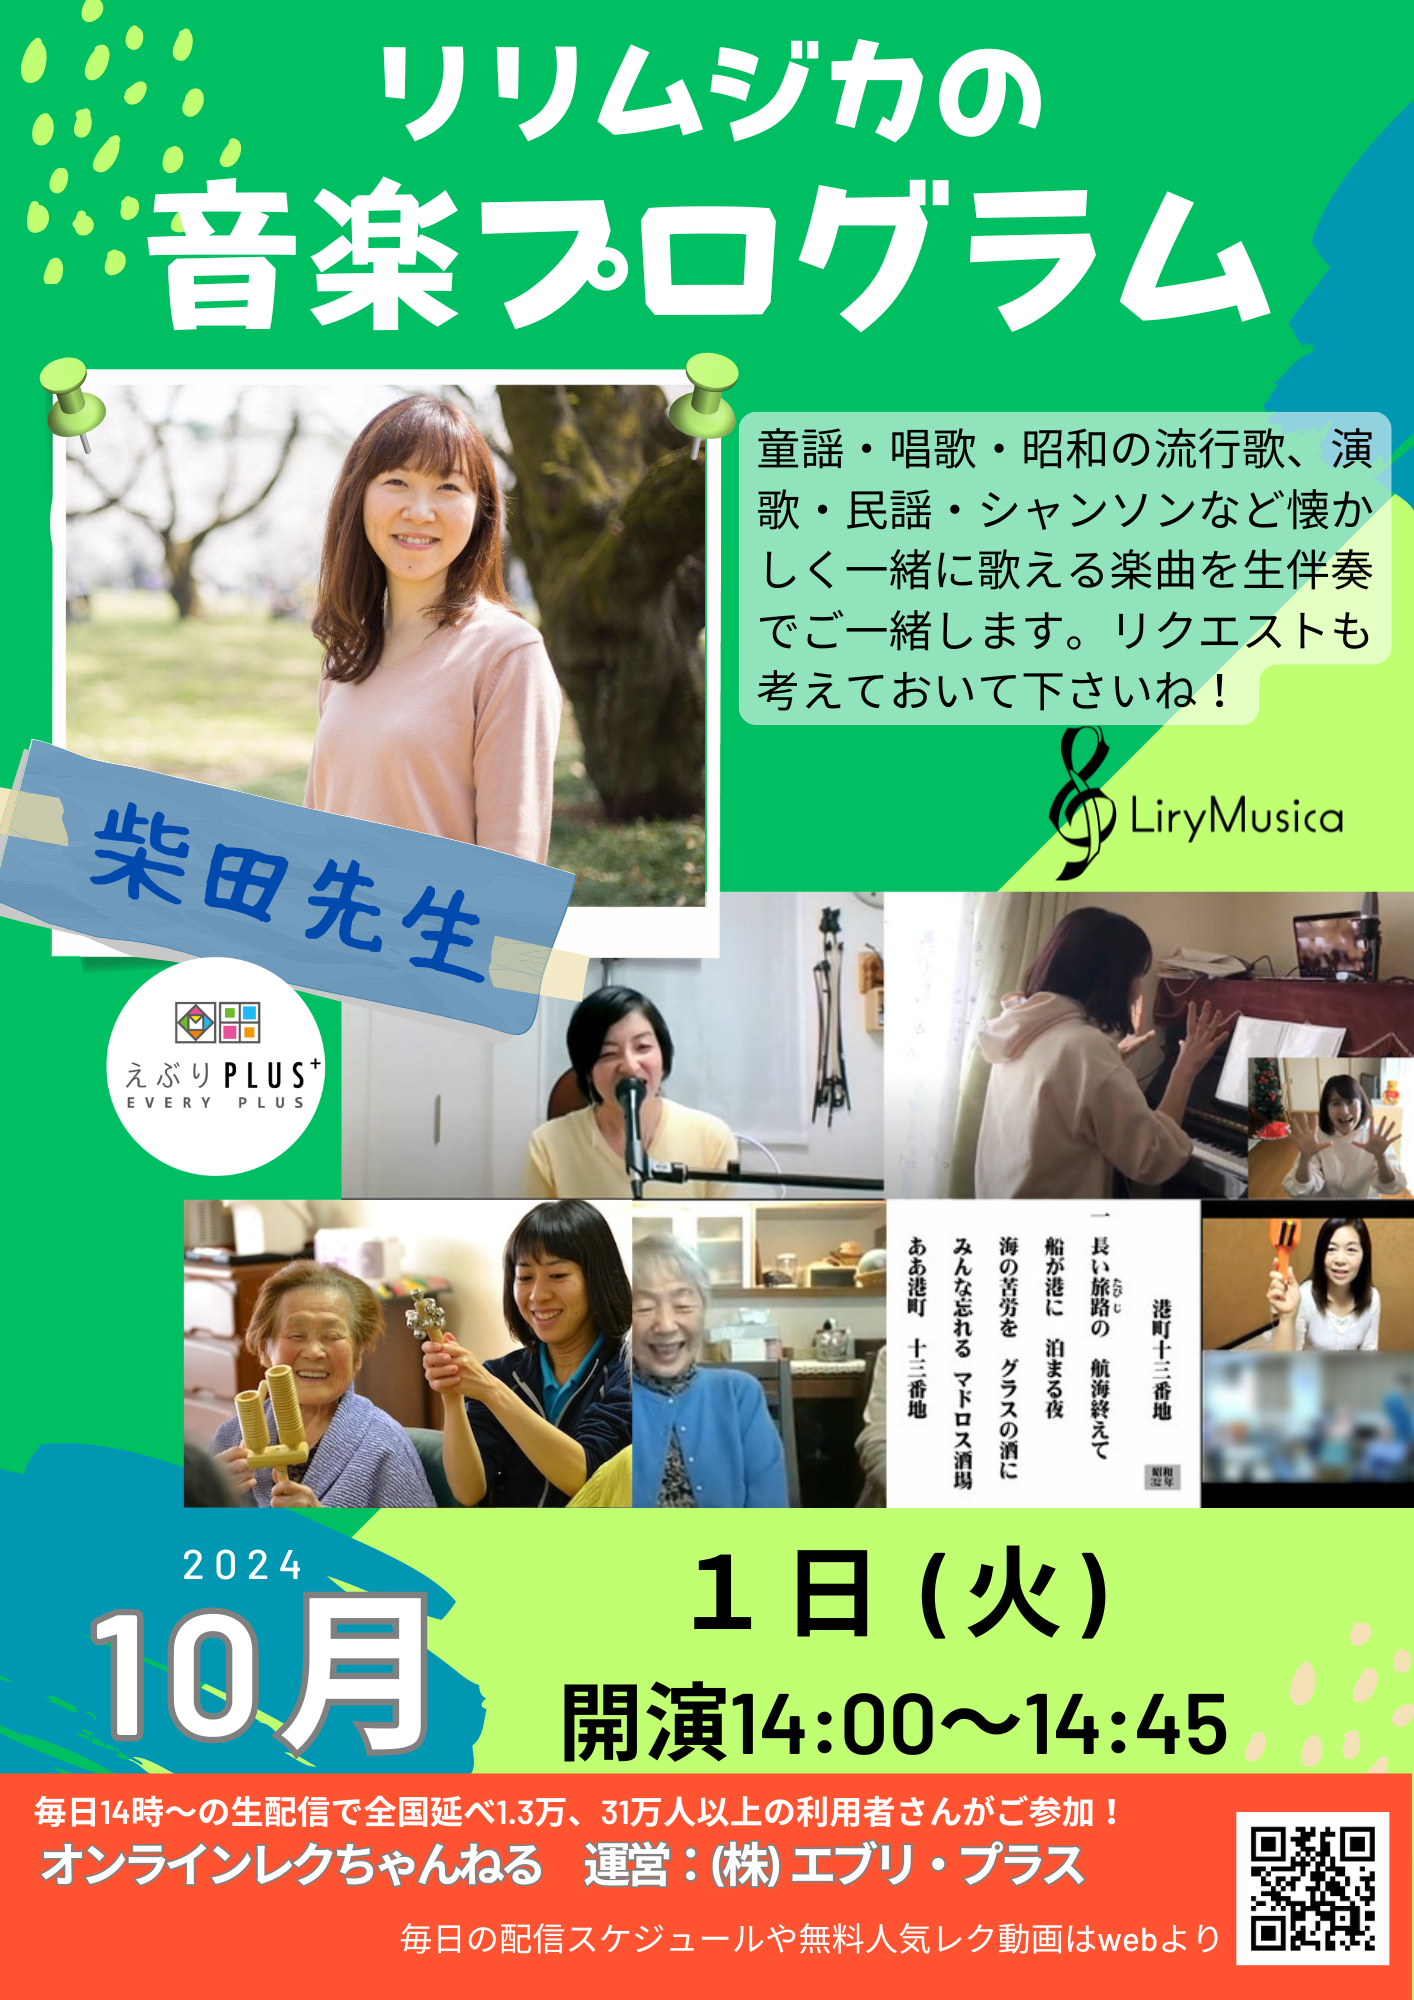 リリムジカの
音楽プログラム
童謡・唱歌・昭和の流行歌、演
歌・民謡・シャンソンなど懐か
しく一緒に歌える楽曲を生伴奏
でご一緒します。リクエストも
考えておいて下さいね！
LiryMusica
柴田先生
えぶりPLUS+
EVERY PLUS
港町十三番地
昭和
32年
一
長い旅路の 航海終えて
たびじ
船が港に 泊まる夜
海の苦労を グラスの酒に
みんな忘れる マドロス酒場
ああ港町 十三番地
2024
10月
１日(火)
開演14:00〜14:45
毎日14時〜の生配信で全国延べ1.3万、31万人以上の利用者さんがご参加！
オンラインレクちゃんねる 運営：(株)エブリ・プラス
毎日の配信スケジュールや無料人気レク動画はwebより